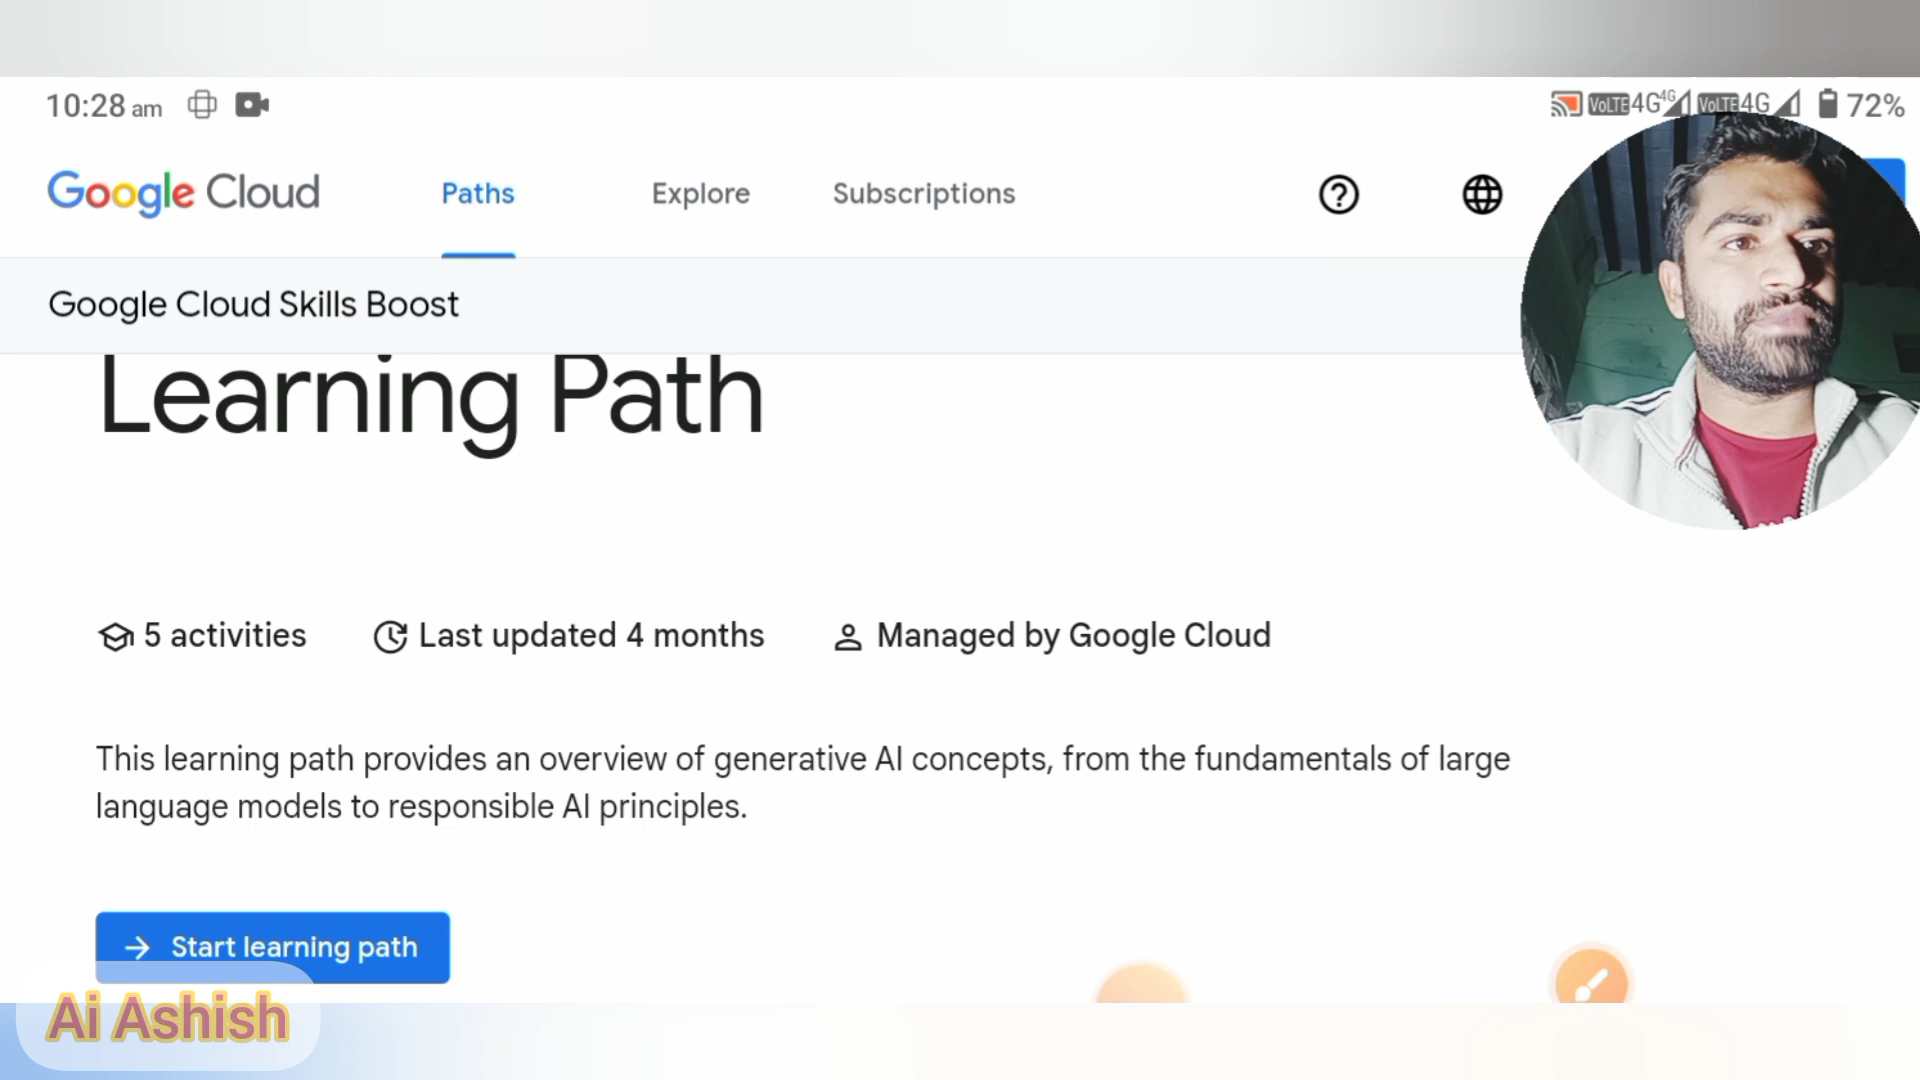 10:28 am
VoLTE 4G 4G VoLTE 4G 72%
Google Cloud Paths Explore Subscriptions
Google Cloud Skills Boost
Learning Path
5 activities Last updated 4 months Managed by Google Cloud
This learning path provides an overview of generative AI concepts, from the fundamentals of large
language models to responsible AI principles.
Start learning path
Ai Ashish